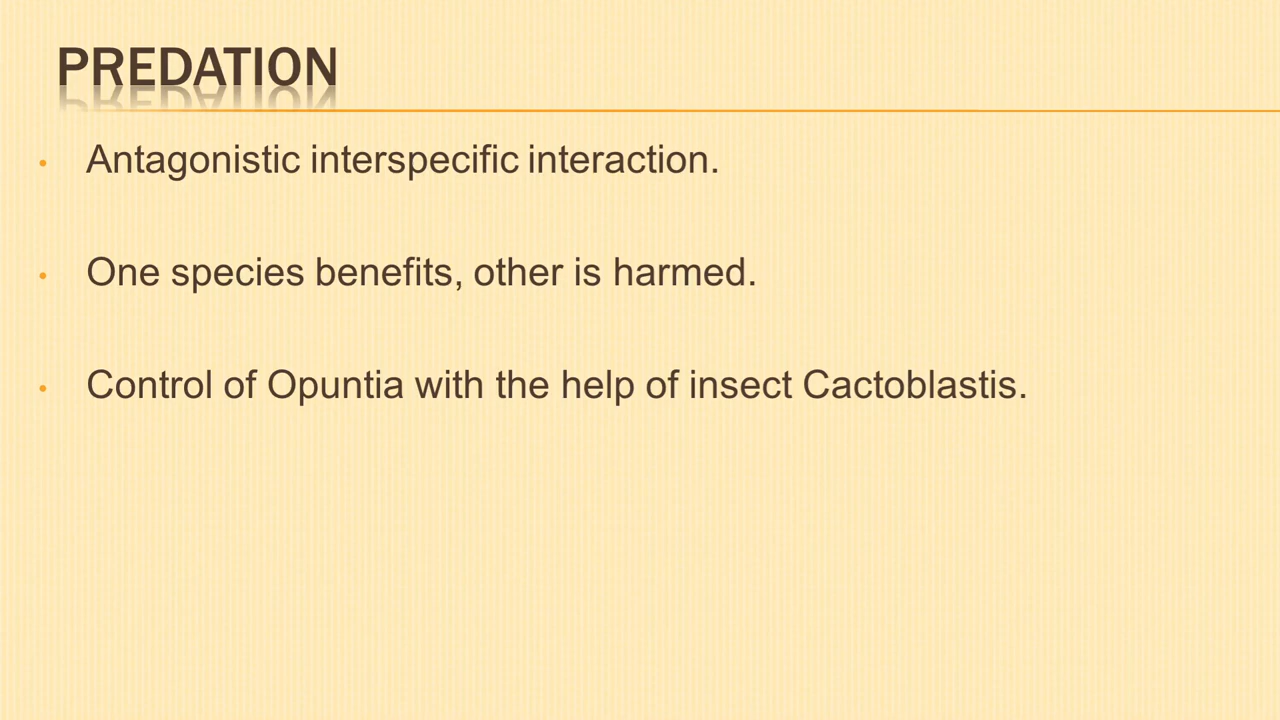 PREDATION
• Antagonistic interspecific interaction.
• One species benefits, other is harmed.
• Control of Opuntia with the help of insect Cactoblastis.